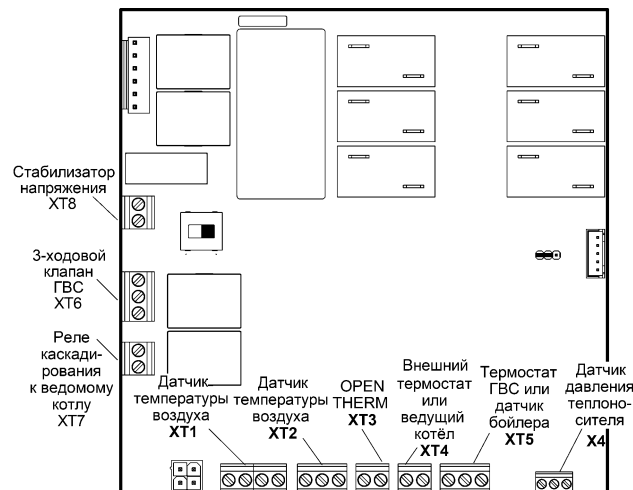 Стабилизатор
напряжения
XT8
3-ходовой
клапан
ГВС
XT6
Реле
каскади-
рования
к ведомому
котлу
XT7
Датчик
температуры
воздуха
XT1
Датчик
температуры
воздуха
XT2
OPEN
THERM
XT3
Внешний
термостат
или
ведущий
котёл
XT4
Термостат
ГВС или
датчик
бойлера
XT5
Датчик
давления
теплоно-
сителя
X4